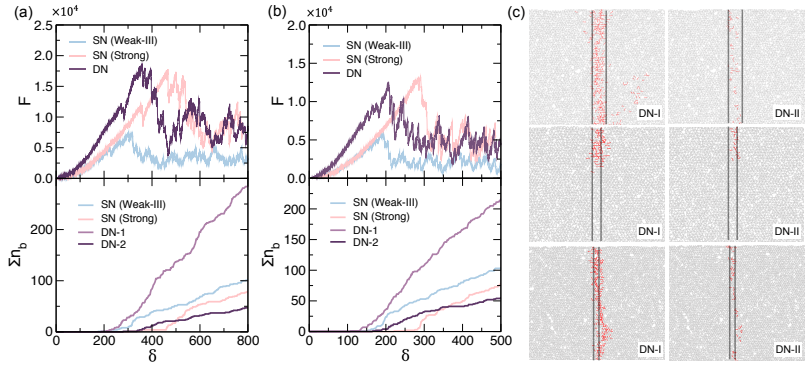 (a)
×10⁴
2.5
2.0
1.5
1.0
0.5
0.0
F
SN (Weak-III)
SN (Strong)
DN
250
200
100
0
Σn_b
SN (Weak-III)
SN (Strong)
DN-1
DN-2
0 200 400 600 800
δ
(b)
×10⁴
2.5
2.0
1.5
1.0
0.5
0.0
F
SN (Weak-III)
SN (Strong)
DN
225
200
150
100
50
0
Σn_b
SN (Weak-III)
SN (Strong)
DN-1
DN-2
0 100 200 300 400 500
δ
(c)
DN-I DN-II
DN-I DN-II
DN-I DN-II